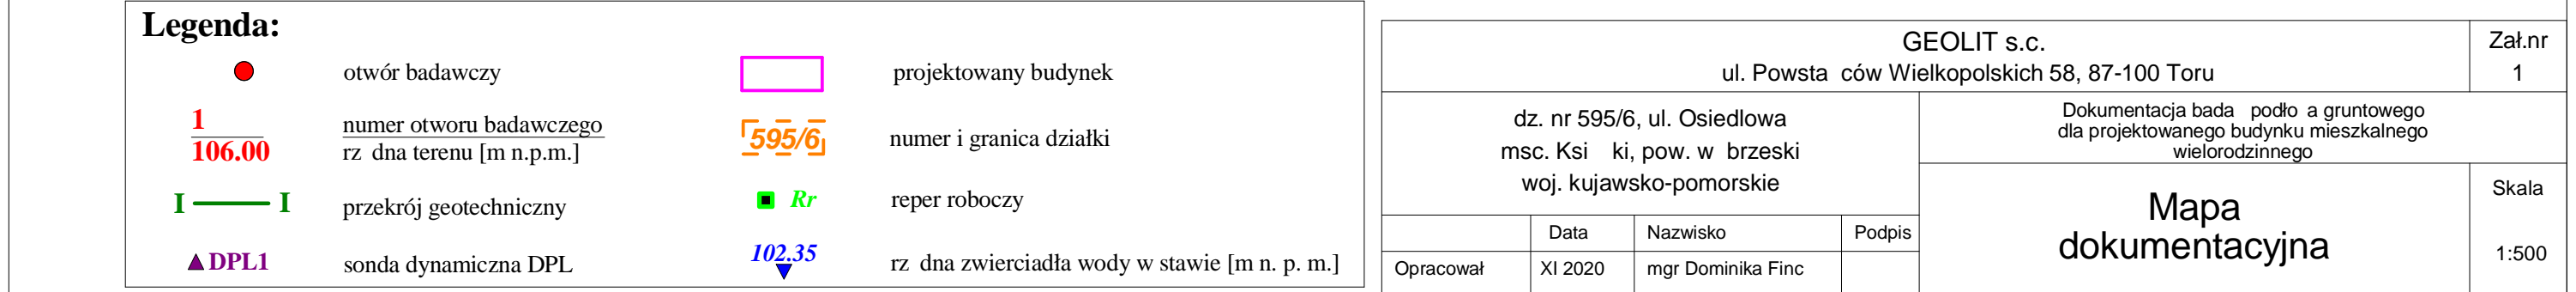 Legenda:
otwór badawczy
1
106.00
numer otworu badawczego
rz dna terenu [m n.p.m.]
I I
przekrój geotechniczny
DPL1
sonda dynamiczna DPL
projektowany budynek
595/6
numer i granica działki
Rr
reper roboczy
102.35
rz dna zwierciadła wody w stawie [m n. p. m.]
GEOLIT s.c.
ul. Powsta ców Wielkopolskich 58, 87-100 Toru
Zał.nr
1
dz. nr 595/6, ul. Osiedlowa
msc. Ksi ki, pow. w brzeski
woj. kujawsko-pomorskie
Dokumentacja bada podło a gruntowego
dla projektowanego budynku mieszkalnego
wielorodzinnego
Data Nazwisko Podpis
Opracował XI 2020 mgr Dominika Finc
Mapa
dokumentacyjna
Skala
1:500